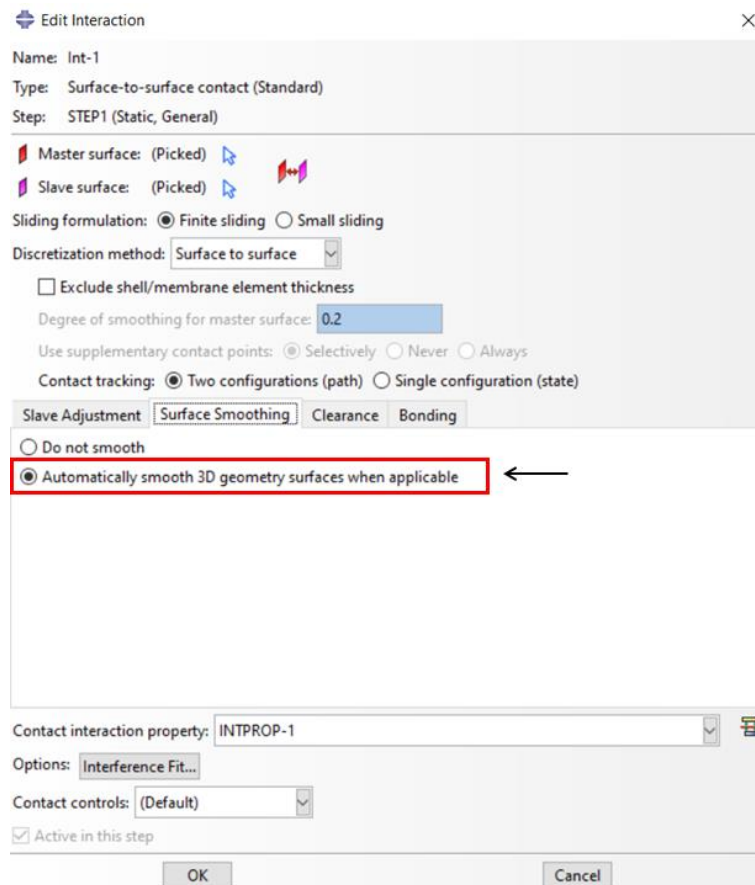 Edit Interaction
Name: Int-1
Type: Surface-to-surface contact (Standard)
Step: STEP1 (Static, General)
Master surface: (Picked)
Slave surface: (Picked)
Sliding formulation: Finite sliding Small sliding
Discretization method: Surface to surface
Exclude shell/membrane element thickness
Degree of smoothing for master surface: 0.2
Use supplementary contact points: Selectively Never Always
Contact tracking: Two configurations (path) Single configuration (state)
Slave Adjustment Surface Smoothing Clearance Bonding
Do not smooth
Automatically smooth 3D geometry surfaces when applicable
Contact interaction property: INTPROP-1
Options: Interference Fit...
Contact controls: (Default)
Active in this step
OK Cancel